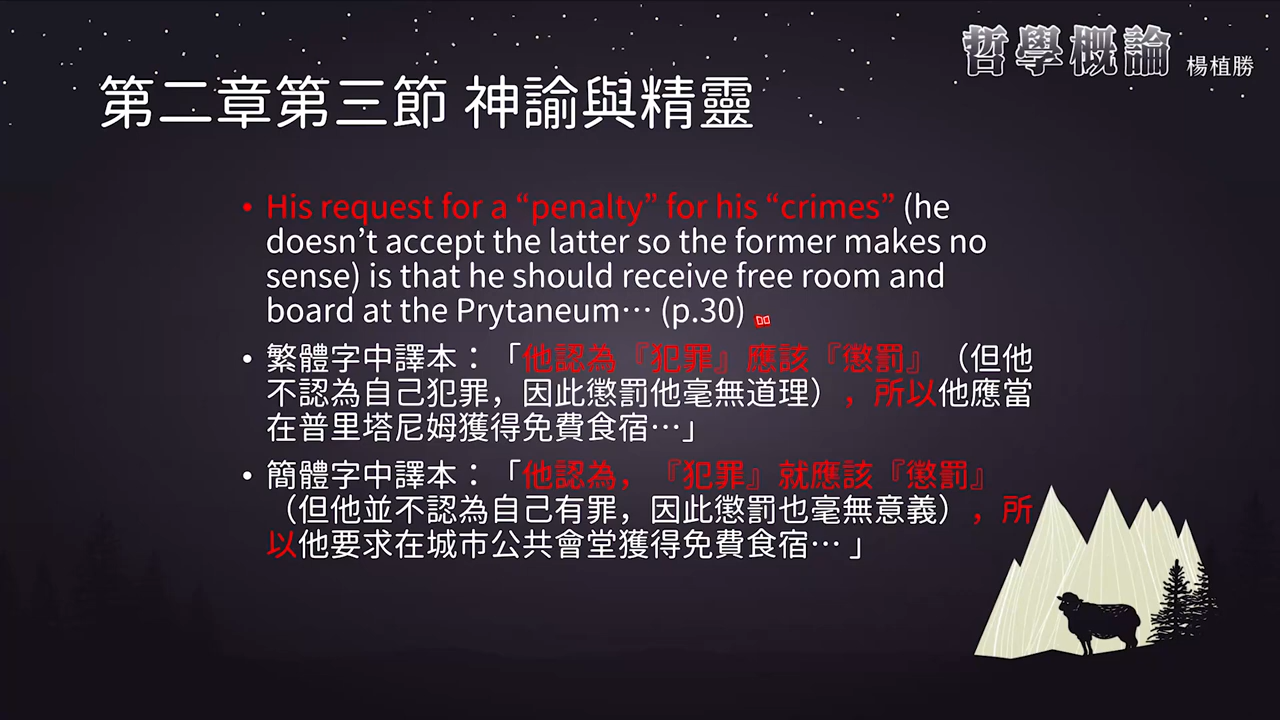 哲學概論 楊植勝
第二章第三節 神諭與精靈
• His request for a “penalty” for his “crimes” (he
doesn’t accept the latter so the former makes no
sense) is that he should receive free room and
board at the Prytaneum… (p.30)
• 繁體字中譯本：「他認為『犯罪』應該『懲罰』（但他
不認為自己犯罪，因此懲罰他毫無道理），所以他應當
在普里塔尼姆獲得免費食宿…」
• 簡體字中譯本：「他認為，『犯罪』就應該『懲罰』
（但他並不認為自己有罪，因此懲罰也毫無意義），所
以他要求在城市公共會堂獲得免費食宿… 」